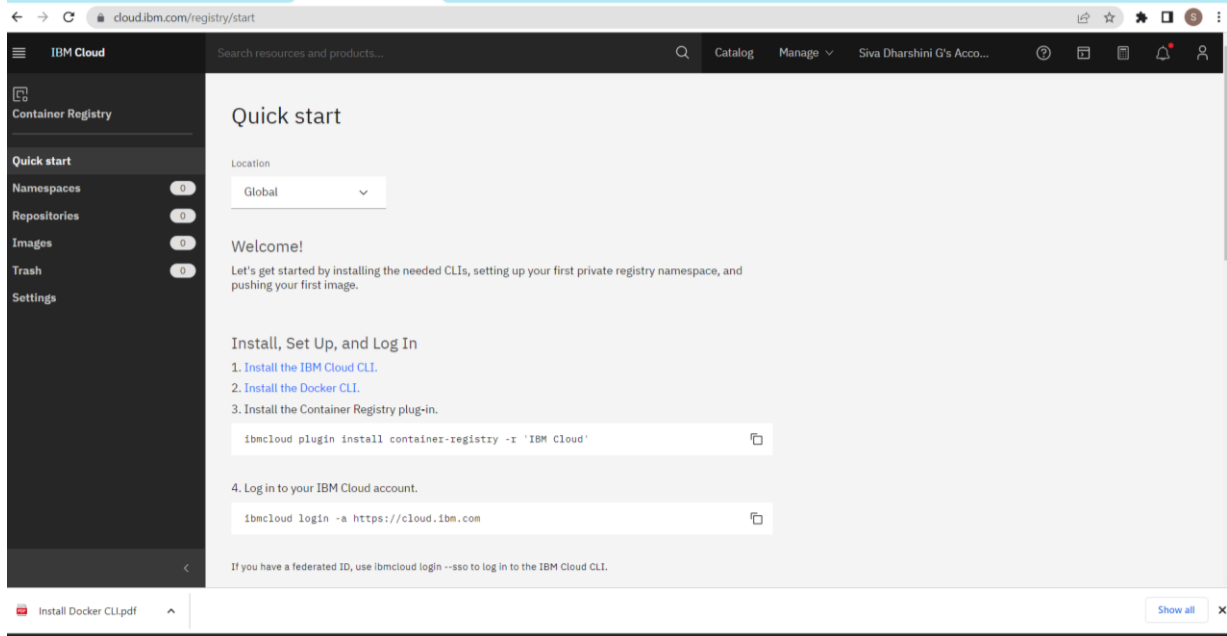 cloud.ibm.com/registry/start
S
IBM Cloud
Search resources and products...
Catalog
Manage
Siva Dharshini G's Acco...
Container Registry
Quick start
Namespaces 0
Repositories 0
Images 0
Trash 0
Settings
Quick start
Location
Global
Welcome!
Let's get started by installing the needed CLIs, setting up your first private registry namespace, and
pushing your first image.
Install, Set Up, and Log In
1. Install the IBM Cloud CLI.
2. Install the Docker CLI.
3. Install the Container Registry plug-in.
ibmcloud plugin install container-registry -r 'IBM Cloud'
4. Log in to your IBM Cloud account.
ibmcloud login -a https://cloud.ibm.com
If you have a federated ID, use ibmcloud login --sso to log in to the IBM Cloud CLI.
Install Docker CLI.pdf
Show all